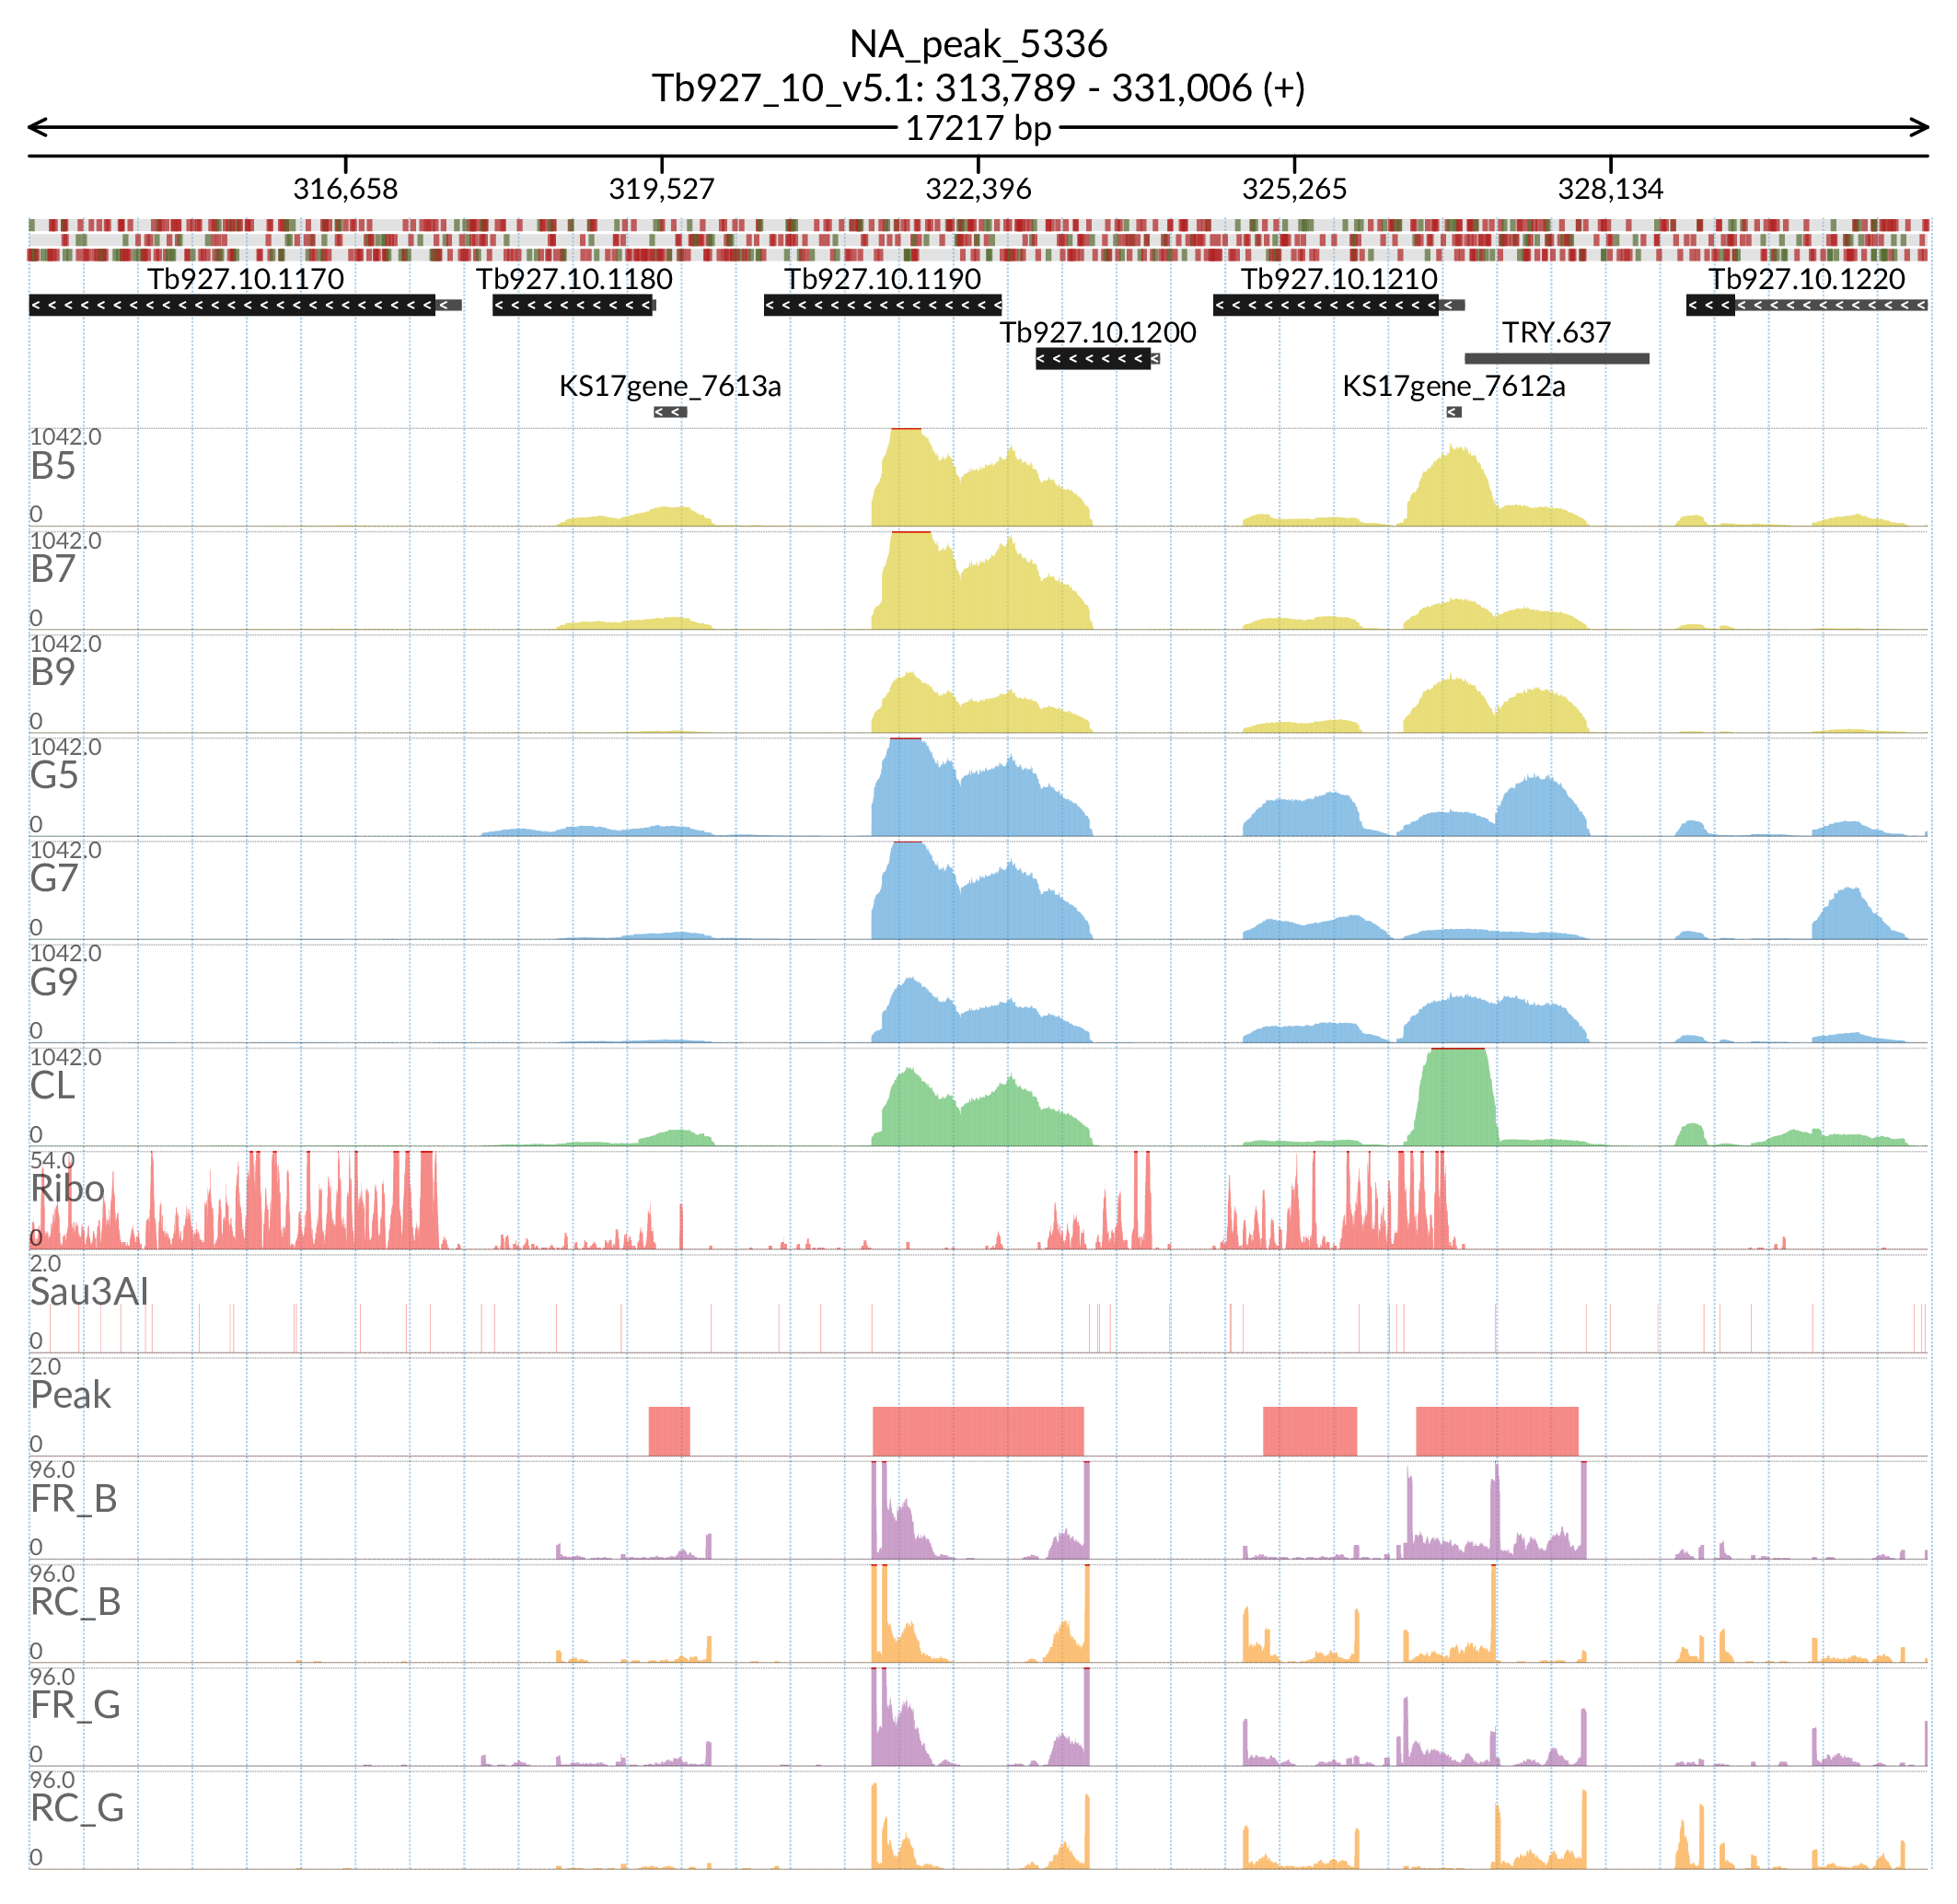 NA_peak_5336
Tb927_10_v5.1: 313,789 - 331,006 (+)
17217 bp
316,658 319,527 322,396 325,265 328,134
Tb927.10.1170 Tb927.10.1180 Tb927.10.1190 Tb927.10.1210 Tb927.10.1220
Tb927.10.1200 TRY.637
KS17gene_7613a KS17gene_7612a
1042.0
B5
0
1042.0
B7
0
1042.0
B9
0
1042.0
G5
0
1042.0
G7
0
1042.0
G9
0
1042.0
CL
0
54.0
Ribo
0
2.0
Sau3AI
0
2.0
Peak
0
96.0
FR_B
0
96.0
RC_B
0
96.0
FR_G
0
96.0
RC_G
0